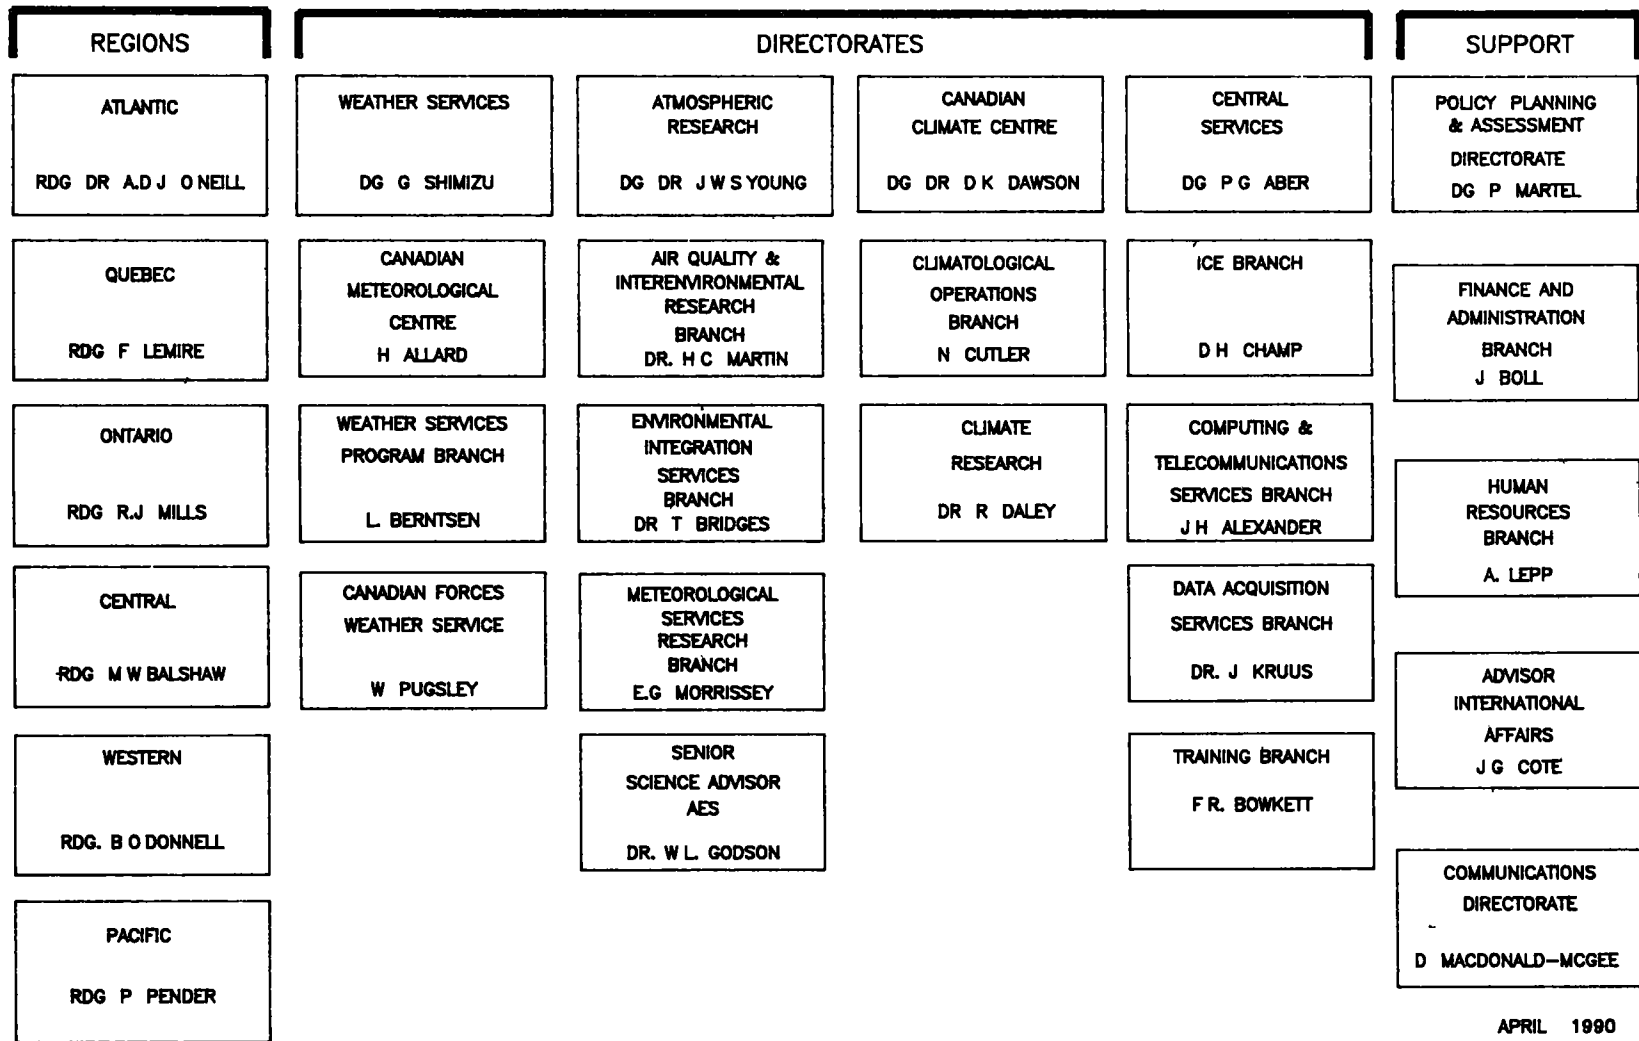 REGIONS
ATLANTIC
RDG DR A.D J O NEILL
QUEBEC
RDG F LEMIRE
ONTARIO
RDG R.J MILLS
CENTRAL
RDG M W BALSHAW
WESTERN
RDG. B O DONNELL
PACIFIC
RDG P PENDER
DIRECTORATES
WEATHER SERVICES
DG G SHIMIZU
CANADIAN
METEOROLOGICAL
CENTRE
H ALLARD
WEATHER SERVICES
PROGRAM BRANCH
L. BERNTSEN
CANADIAN FORCES
WEATHER SERVICE
W PUGSLEY
ATMOSPHERIC
RESEARCH
DG DR J W S YOUNG
AIR QUALITY &
INTERENVIRONMENTAL
RESEARCH
BRANCH
DR. H C MARTIN
ENVIRONMENTAL
INTEGRATION
SERVICES
BRANCH
DR T BRIDGES
METEOROLOGICAL
SERVICES
RESEARCH
BRANCH
E.G MORRISSEY
SENIOR
SCIENCE ADVISOR
AES
DR. W L. GODSON
CANADIAN
CLIMATE CENTRE
DG DR D K DAWSON
CLIMATOLOGICAL
OPERATIONS
BRANCH
N CUTLER
CLIMATE
RESEARCH
DR R DALEY
CENTRAL
SERVICES
DG P G ABER
ICE BRANCH
D H CHAMP
COMPUTING &
TELECOMMUNICATIONS
SERVICES BRANCH
J H ALEXANDER
DATA ACQUISITION
SERVICES BRANCH
DR. J KRUUS
TRAINING BRANCH
F R. BOWKETT
SUPPORT
POLICY PLANNING
& ASSESSMENT
DIRECTORATE
DG P MARTEL
FINANCE AND
ADMINISTRATION
BRANCH
J BOLL
HUMAN
RESOURCES
BRANCH
A. LEPP
ADVISOR
INTERNATIONAL
AFFAIRS
J G COTE
COMMUNICATIONS
DIRECTORATE
D MACDONALD-MCGEE
APRIL 1990